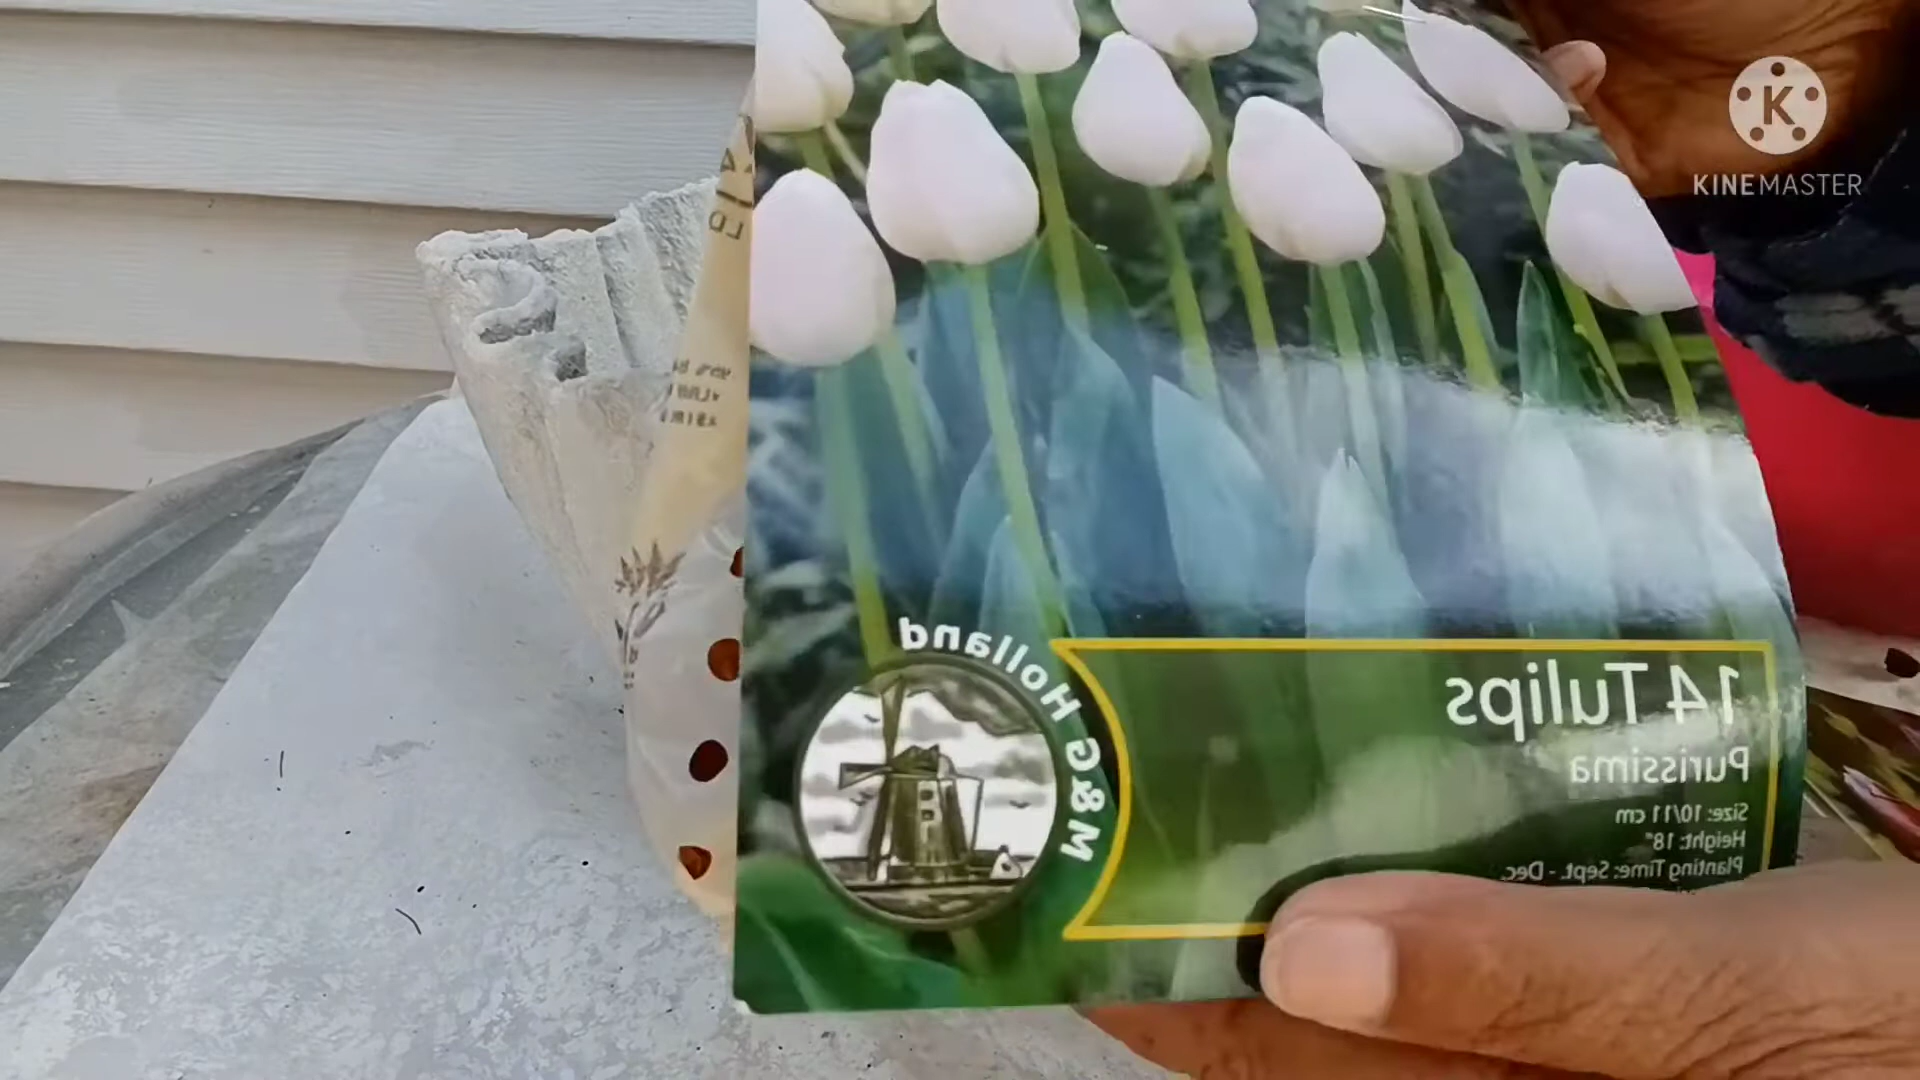 KINEMASTER
M&G Holland
14 Tulips
Purissima
Size: 10/11 cm
Height: 18"
Planting Time: Sept. - Dec.